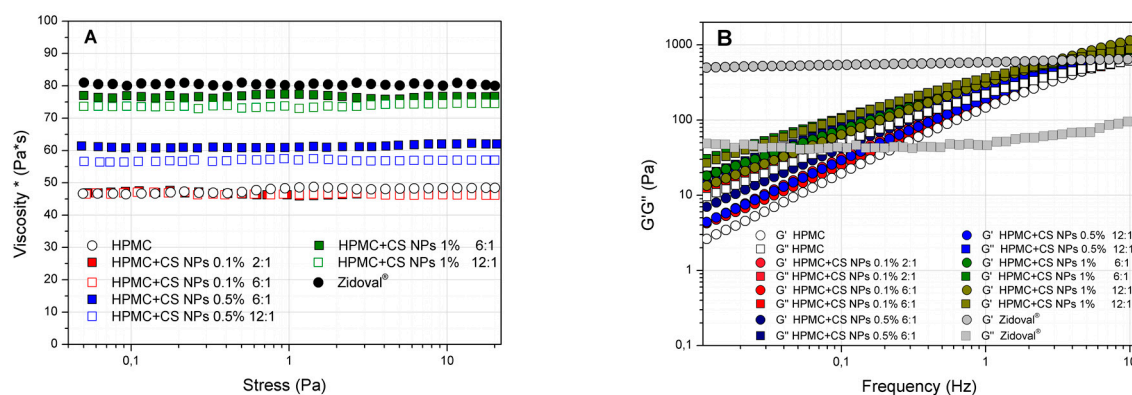 A
Viscosity * (Pa*s)
100
90
80
70
60
50
40
30
20
10
0
HPMC
HPMC+CS NPs 0.1% 2:1
HPMC+CS NPs 0.1% 6:1
HPMC+CS NPs 0.5% 6:1
HPMC+CS NPs 0.5% 12:1
HPMC+CS NPs 1% 6:1
HPMC+CS NPs 1% 12:1
Zidoval®
0,1 1 10
Stress (Pa)
B
G'G" (Pa)
1000
100
10
1
0,1
G' HPMC
G" HPMC
G' HPMC+CS NPs 0.1% 2:1
G" HPMC+CS NPs 0.1% 2:1
G' HPMC+CS NPs 0.1% 6:1
G" HPMC+CS NPs 0.1% 6:1
G' HPMC+CS NPs 0.5% 6:1
G" HPMC+CS NPs 0.5% 6:1
G' HPMC+CS NPs 0.5% 12:1
G" HPMC+CS NPs 0.5% 12:1
G' HPMC+CS NPs 1% 6:1
G" HPMC+CS NPs 1% 6:1
G' HPMC+CS NPs 1% 12:1
G' HPMC+CS NPs 1% 12:1
G' Zidoval®
G" Zidoval®
0,1 1 10
Frequency (Hz)